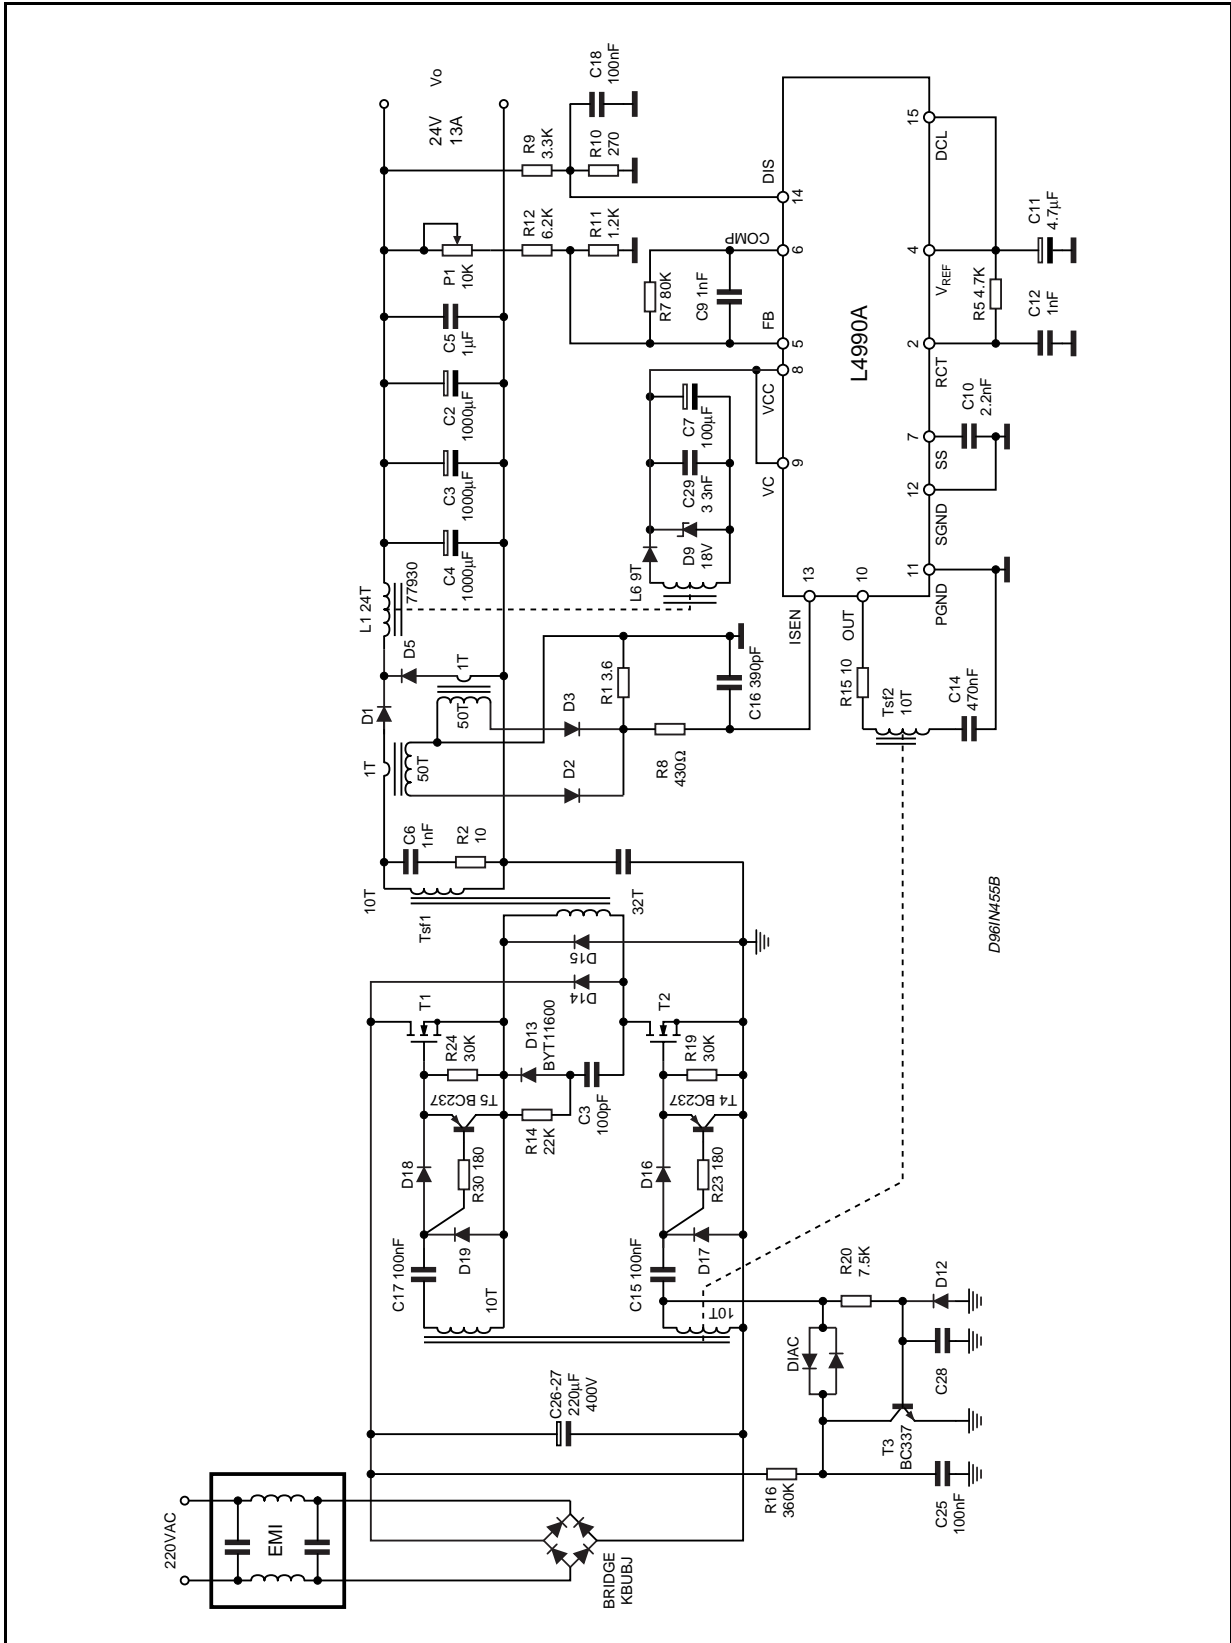 220VAC
EMI
BRIDGE
KBUBJ
C26-27
220µF
400V
R16
360K
C25
100nF
T3
BC337
C28
DIAC
R20
7.5K
D12
10T
10T
C17 100nF
D19
D18
R30 180
T5 BC237
R24
30K
T1
R14
22K
D13
BYT11600
C3
100pF
D14
D15
C15 100nF
D17
D16
R23 180
T4 BC237
R19
30K
T2
Tsf1
32T
10T
C6
1nF
R2
10
1T
50T
D1
50T
1T
D5
D2
D3
R1 3.6
R8
430Ω
C16 390pF
L1 24T
77930
C4
1000µF
C3
1000µF
C2
1000µF
C5
1µF
P1
10K
24V
13A
Vo
R12
6.2K
R11
1.2K
R9
3.3K
R10
270
C18
100nF
L6 9T
D9
18V
C29
3 3nF
C7
100µF
R7 80K
C9 1nF
ISEN
13
OUT
10
PGND
11
SGND
12
SS
7
VC
9
VCC
8
FB
5
COMP
6
DIS
14
RCT
2
VREF
4
DCL
15
L4990A
R15 10
Tsf2
10T
C14
470nF
C10
2.2nF
R5 4.7K
C12
1nF
C11
4.7µF
D96IN455B